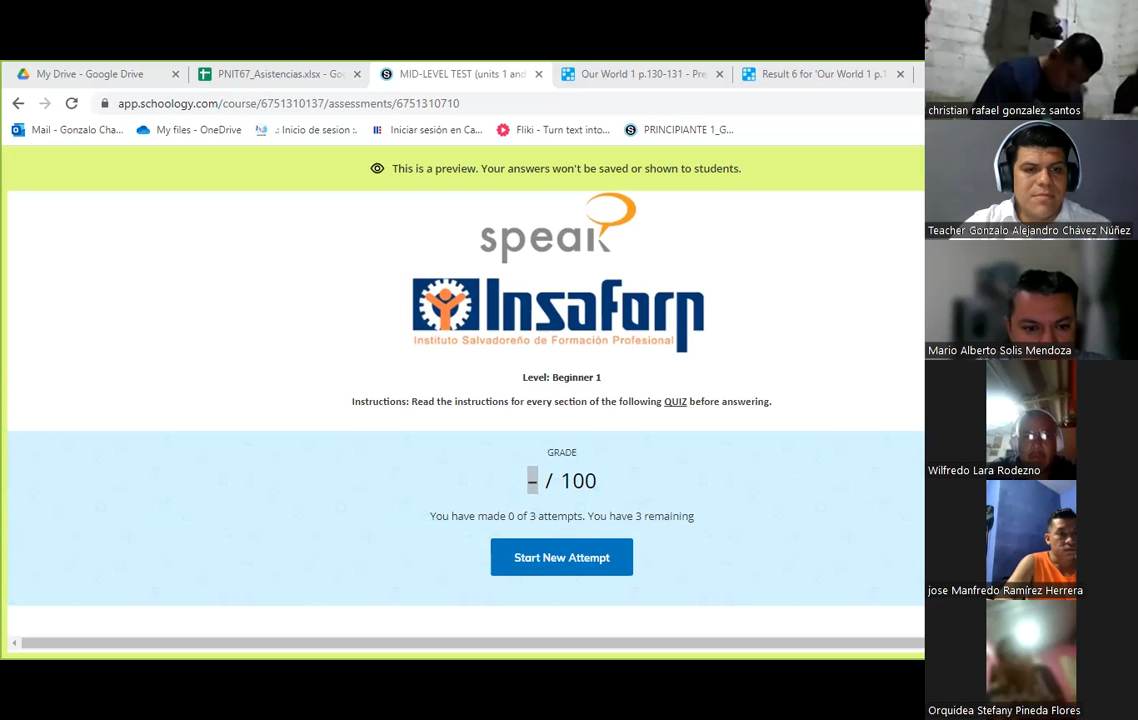 My Drive - Google Drive
PNIT67_Asistencias.xlsx - Goo
MID-LEVEL TEST (units 1 and
Our World 1 p.130-131 - Pre
Result 6 for 'Our World 1 p.1
app.schoology.com/course/6751310137/assessments/6751310710
Mail - Gonzalo Cha...
My files - OneDrive
.: Inicio de sesion :.
Iniciar sesión en Ca...
Fliki - Turn text into...
PRINCIPIANTE 1_G...
This is a preview. Your answers won't be saved or shown to students.
speak
Insaforp
Instituto Salvadoreño de Formación Profesional
Level: Beginner 1
Instructions: Read the instructions for every section of the following QUIZ before answering.
GRADE
– / 100
You have made 0 of 3 attempts. You have 3 remaining
Start New Attempt
christian rafael gonzalez santos
Teacher Gonzalo Alejandro Chávez Núñez
Mario Alberto Solis Mendoza
Wilfredo Lara Rodezno
jose Manfredo Ramírez Herrera
Orquidea Stefany Pineda Flores